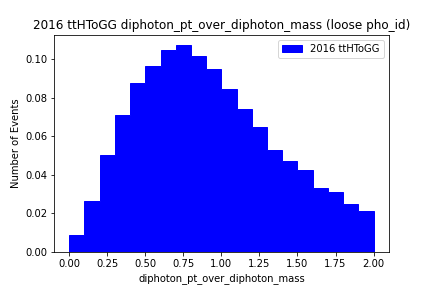 2016 ttHToGG diphoton_pt_over_diphoton_mass (loose pho_id)
2016 ttHToGG
Number of Events
0.10
0.08
0.06
0.04
0.02
0.00
0.00 0.25 0.50 0.75 1.00 1.25 1.50 1.75 2.00
diphoton_pt_over_diphoton_mass